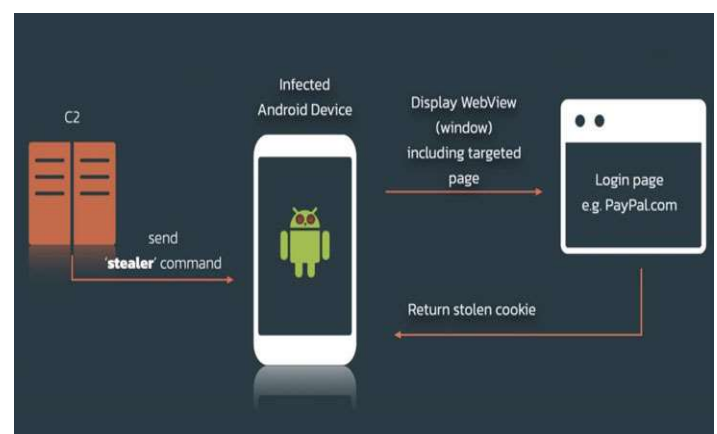 C2
send
'stealer' command
Infected
Android Device
Display WebView
(window)
including targeted
page
Login page
e.g. PayPal.com
Return stolen cookie